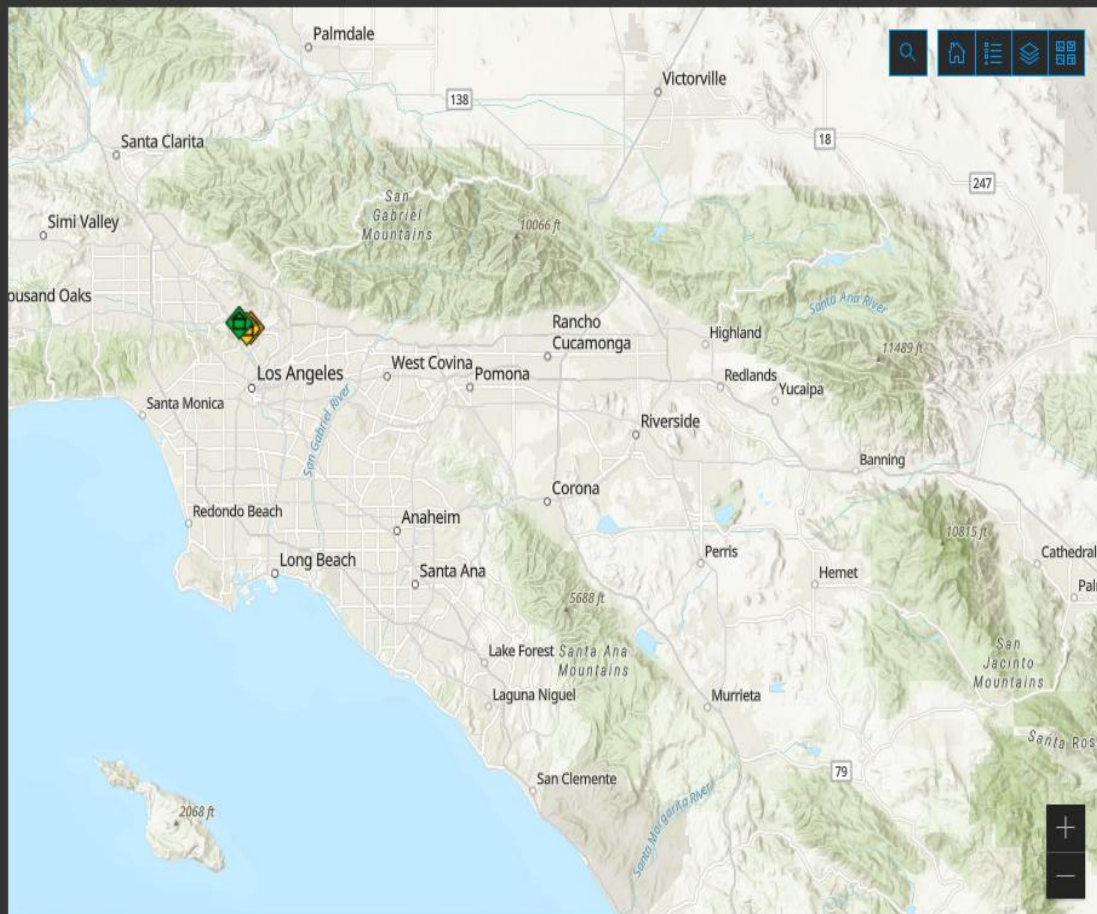 Palmdale
Victorville
138
18
Santa Clarita
247
San
Gabriel
Mountains
Simi Valley
10066 ft
ousand Oaks
Santa Ana River
Rancho
Cucamonga
Highland
11489 ft
West Covina
Los Angeles
Pomona
Redlands
Yucaipa
Santa Monica
San Gabriel River
Riverside
Banning
Corona
Redondo Beach
Anaheim
10815 ft
Perris
Cathedral
Long Beach
Santa Ana
Hemet
Pal
5688 ft
Lake Forest
Santa Ana
Mountains
San
Jacinto
Mountains
Laguna Niguel
Murrieta
Santa Ros
79
San Clemente
Santa Margarita River
2068 ft
+
−